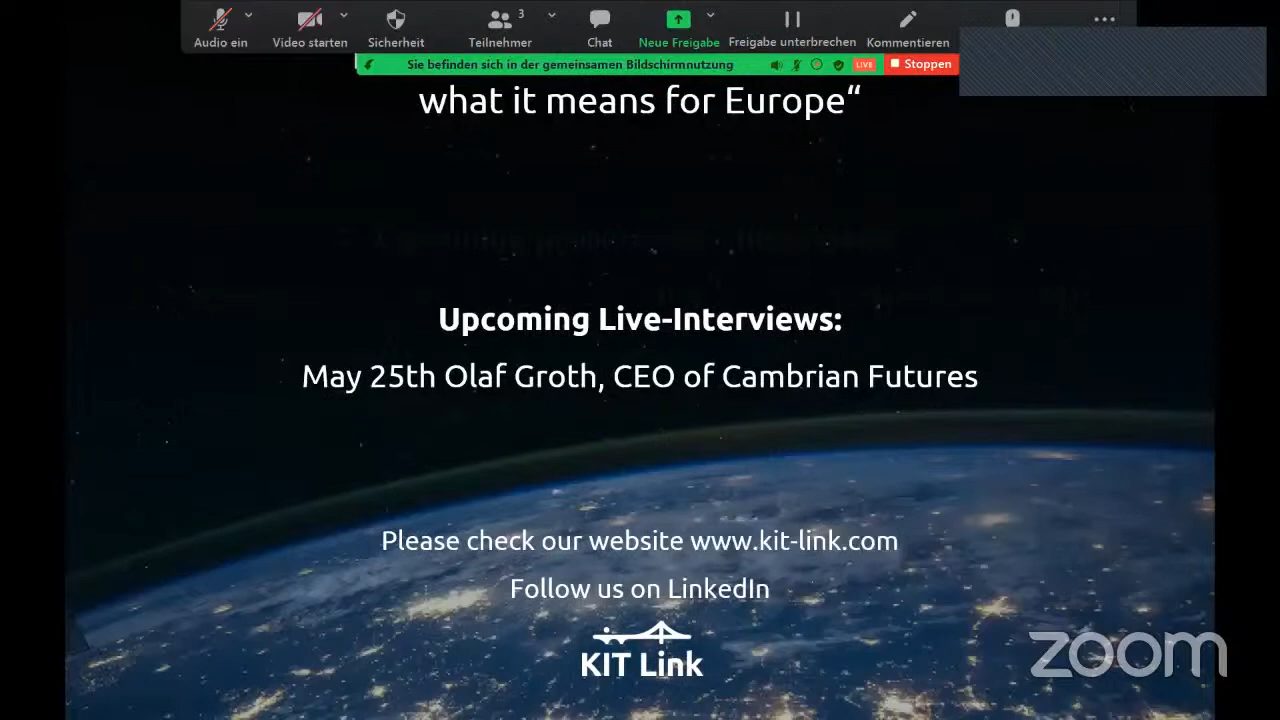 3
Audio ein
Video starten
Sicherheit
Teilnehmer
Chat
Neue Freigabe
Freigabe unterbrechen
Kommentieren
Sie befinden sich in der gemeinsamen Bildschirmnutzung
LIVE
Stoppen
what it means for Europe“
Upcoming Live-Interviews:
May 25th Olaf Groth, CEO of Cambrian Futures
Please check our website www.kit-link.com
Follow us on LinkedIn
KIT Link
zoom